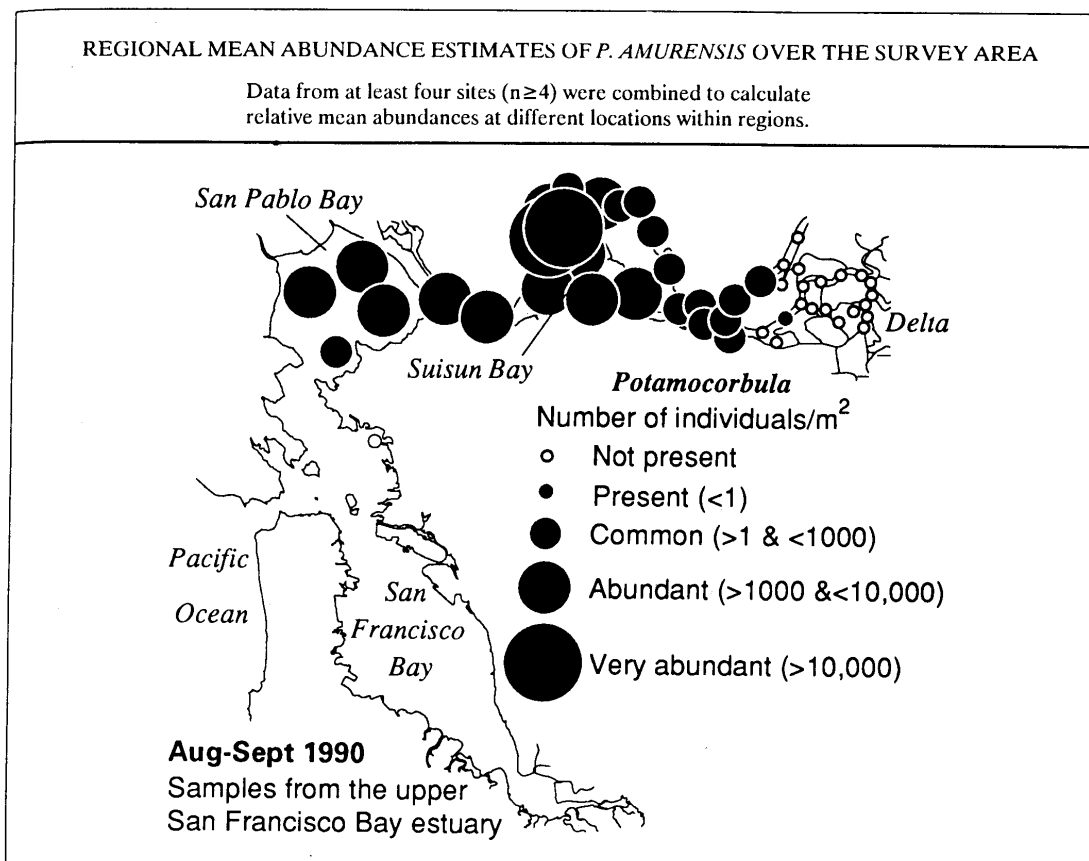 REGIONAL MEAN ABUNDANCE ESTIMATES OF P. AMURENSIS OVER THE SURVEY AREA
Data from at least four sites (n≥4) were combined to calculate
relative mean abundances at different locations within regions.
San Pablo Bay
Delta
Suisun Bay
Potamocorbula
Number of individuals/m²
Not present
Present (<1)
Common (>1 & <1000)
Abundant (>1000 &<10,000)
Very abundant (>10,000)
Pacific
Ocean
San
Francisco
Bay
Aug-Sept 1990
Samples from the upper
San Francisco Bay estuary